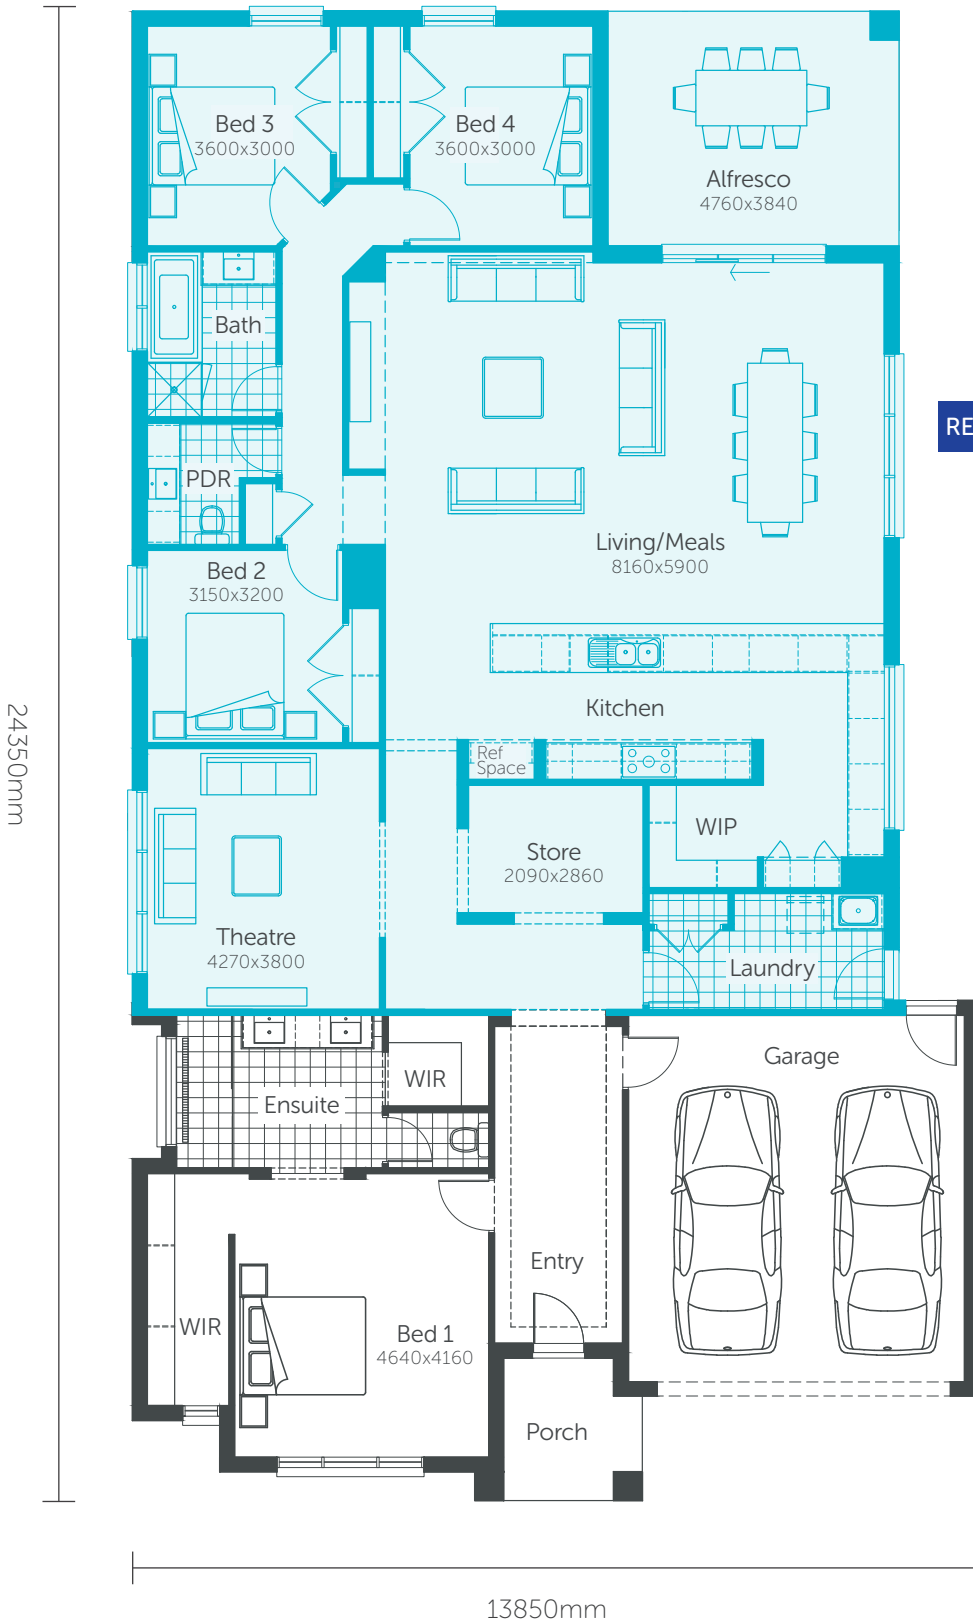 Bed 3
3600x3000
Bed 4
3600x3000
Alfresco
4760x3840
Bath
RE
PDR
Living/Meals
8160x5900
Bed 2
3150x3200
24350mm
Kitchen
Ref
Space
WIP
Store
2090x2860
Theatre
4270x3800
Laundry
Garage
WIR
Ensuite
Entry
WIR
Bed 1
4640x4160
Porch
13850mm